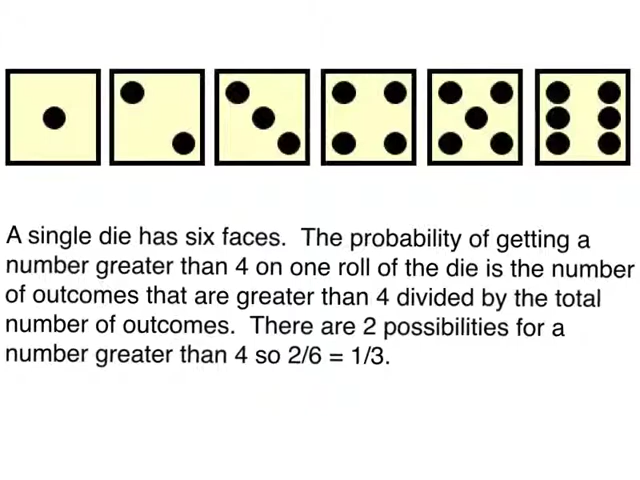 A single die has six faces.  The probability of getting a
number greater than 4 on one roll of the die is the number
of outcomes that are greater than 4 divided by the total
number of outcomes.  There are 2 possibilities for a
number greater than 4 so 2/6 = 1/3.